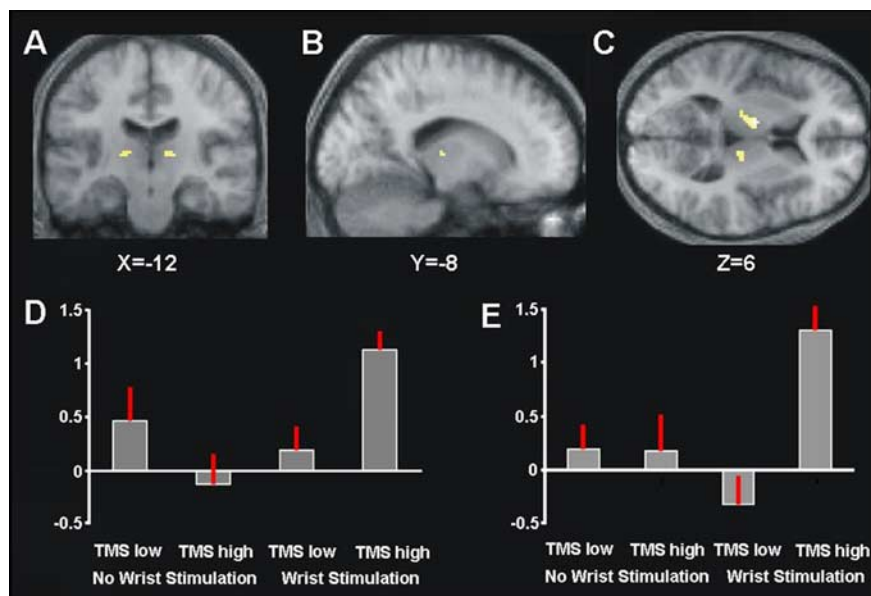 A B C
X=-12 Y=-8 Z=6
D E
1.5 1.5
1 1
0.5 0.5
0 0
-0.5 -0.5
TMS low TMS high TMS low TMS high TMS low TMS high TMS low TMS high
No Wrist Stimulation Wrist Stimulation No Wrist Stimulation Wrist Stimulation